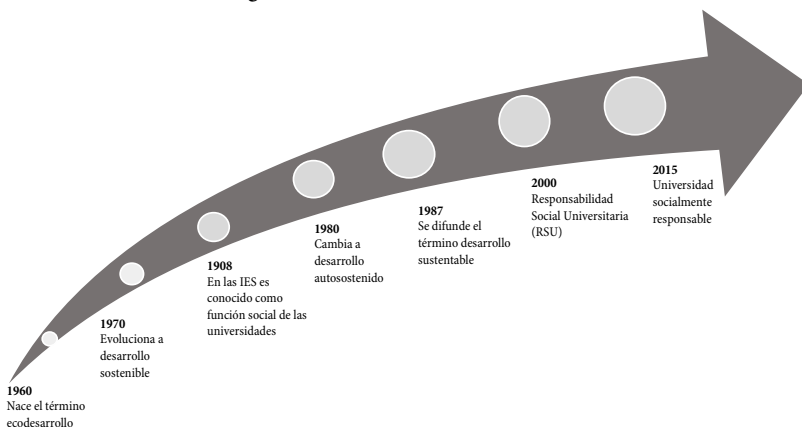 1960
Nace el término
ecodesarrollo
1970
Evoluciona a
desarrollo
sostenible
1908
En las IES es
conocido como
función social de las
universidades
1980
Cambia a
desarrollo
autosostenido
1987
Se difunde el
término desarrollo
sustentable
2000
Responsabilidad
Social Universitaria
(RSU)
2015
Universidad
socialmente
responsable